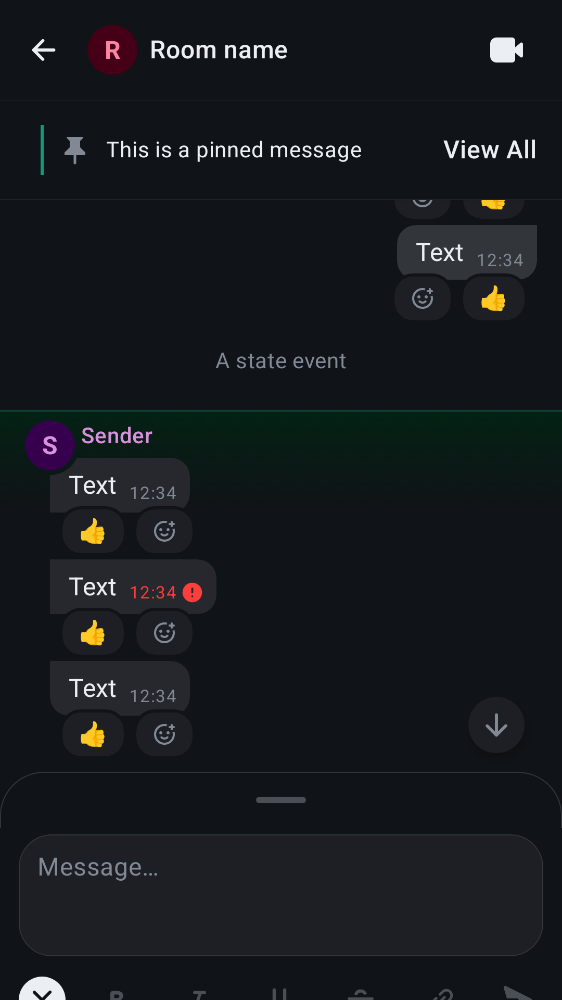 R Room name
This is a pinned message View All
Text 12:34
A state event
S Sender
Text 12:34
Text 12:34
Text 12:34
Message…